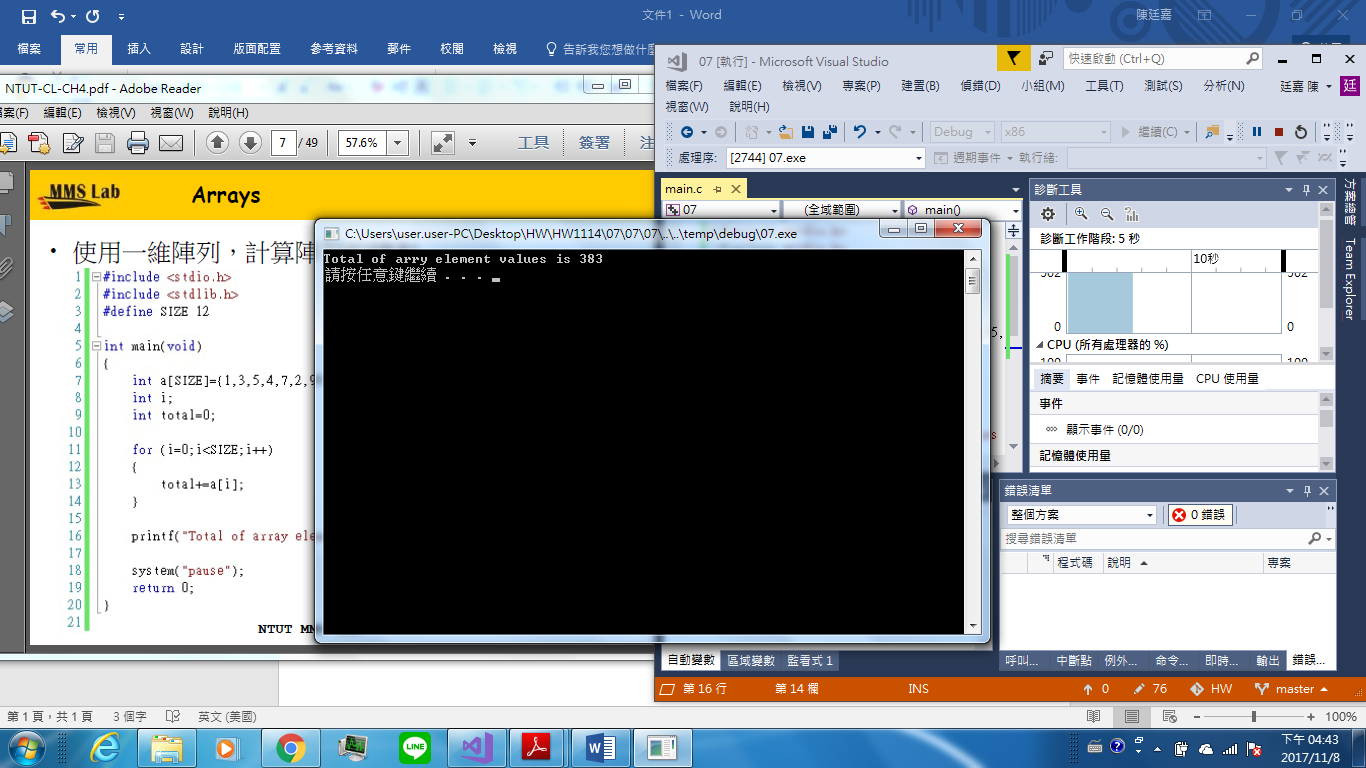 文件1 - Word
陳廷嘉
檔案 常用 插入 設計 版面配置 參考資料 郵件 校閱 檢視 告訴我您想做什
NTUT-CL-CH4.pdf - Adobe Reader
編輯(E) 檢視(V) 視窗(W) 說明(H)
7 / 49 57.6% 工具 簽署
MMS Lab Arrays
• 使用一維陣列，計算陣
1 #include <stdio.h>
2 #include <stdlib.h>
3 #define SIZE 12
4
5 int main(void)
6 {
7 int a[SIZE]={1,3,5,4,7,2,9
8 int i;
9 int total=0;
10
11 for (i=0;i<SIZE;i++)
12 {
13 total+=a[i];
14 }
15
16 printf("Total of array ele
17
18 system("pause");
19 return 0;
20 }
21
NTUT MM
07 [執行] - Microsoft Visual Studio
快速啟動 (Ctrl+Q)
檔案(F) 編輯(E) 檢視(V) 專案(P) 建置(B) 偵錯(D) 小組(M) 工具(T) 測試(S) 分析(N) 廷嘉 陳 廷
視窗(W) 說明(H)
Debug x86 繼續(C)
處理序: [2744] 07.exe 週期事件 執行緒:
main.c
07 (全域範圍) main()
C:\Users\user.user-PC\Desktop\HW\HW1114\07\07\07\..\..\temp\debug\07.exe
Total of arry element values is 383
請按任意鍵繼續 . . .
診斷工具
診斷工作階段: 5 秒
10秒
0 0
CPU (所有處理器的 %)
100 100
摘要 事件 記憶體使用量 CPU 使用量
事件
顯示事件 (0/0)
記憶體使用量
方案總管
Team Explorer
錯誤清單
整個方案 0 錯誤
搜尋錯誤清單
程式碼 說明 專案
自動變數 區域變數 監看式 1
呼叫... 中斷點 例外... 命令... 即時... 輸出 錯誤...
第 16 行 第 14 欄 INS 0 76 HW master
第 1 頁，共 1 頁 3 個字 英文 (美國) 100%
LINE
下午 04:43
2017/11/8